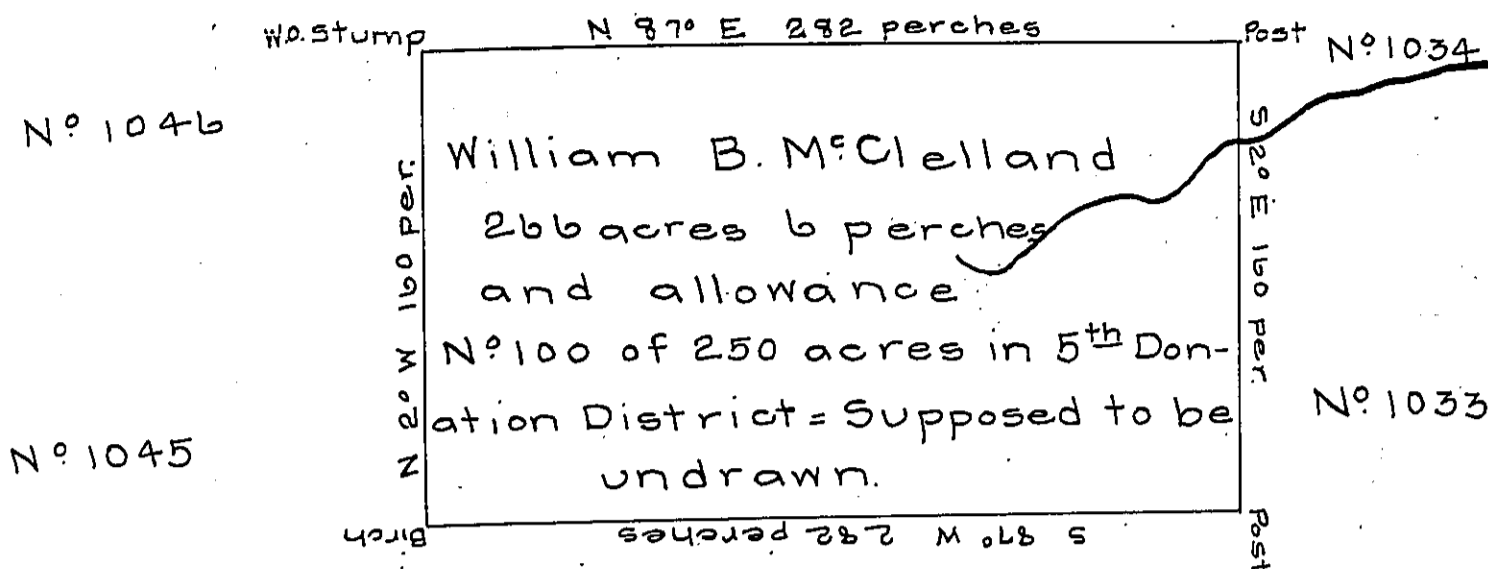 W.O. Stump N 87° E 282 perches Post
Nº 1034
Nº 1046
S 2° E 160 per.
N 2° W 160 per.
William B. McClelland
266 acres 6 perches
and allowance
Nº 100 of 250 acres in 5th Don-
ation District = Supposed to be
undrawn.
Nº 1033
Nº 1045
Birch S 87° W 282 perches Post